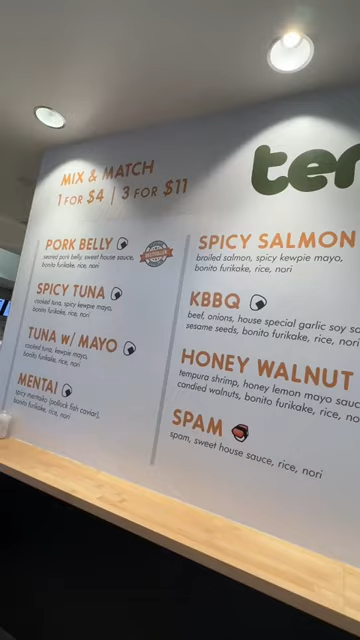 MIX & MATCH
1 FOR $4 | 3 FOR $11
ter
PORK BELLY
seared pork belly, sweet house sauce,
bonito furikake, rice, nori
BESTSELLER
SPICY TUNA
cooked tuna, spicy kewpie mayo,
bonito furikake, rice, nori
TUNA w/ MAYO
cooked tuna, kewpie mayo,
bonito furikake, rice, nori
MENTAI
spicy mentaiko (pollock fish caviar),
bonito furikake, rice, nori
SPICY SALMON
broiled salmon, spicy kewpie mayo,
bonito furikake, rice, nori
KBBQ
beef, onions, house special garlic soy sa
sesame seeds, bonito furikake, rice, nori
HONEY WALNUT
tempura shrimp, honey lemon mayo sauc
candied walnuts, bonito furikake, rice, no
SPAM
spam, sweet house sauce, rice, nori